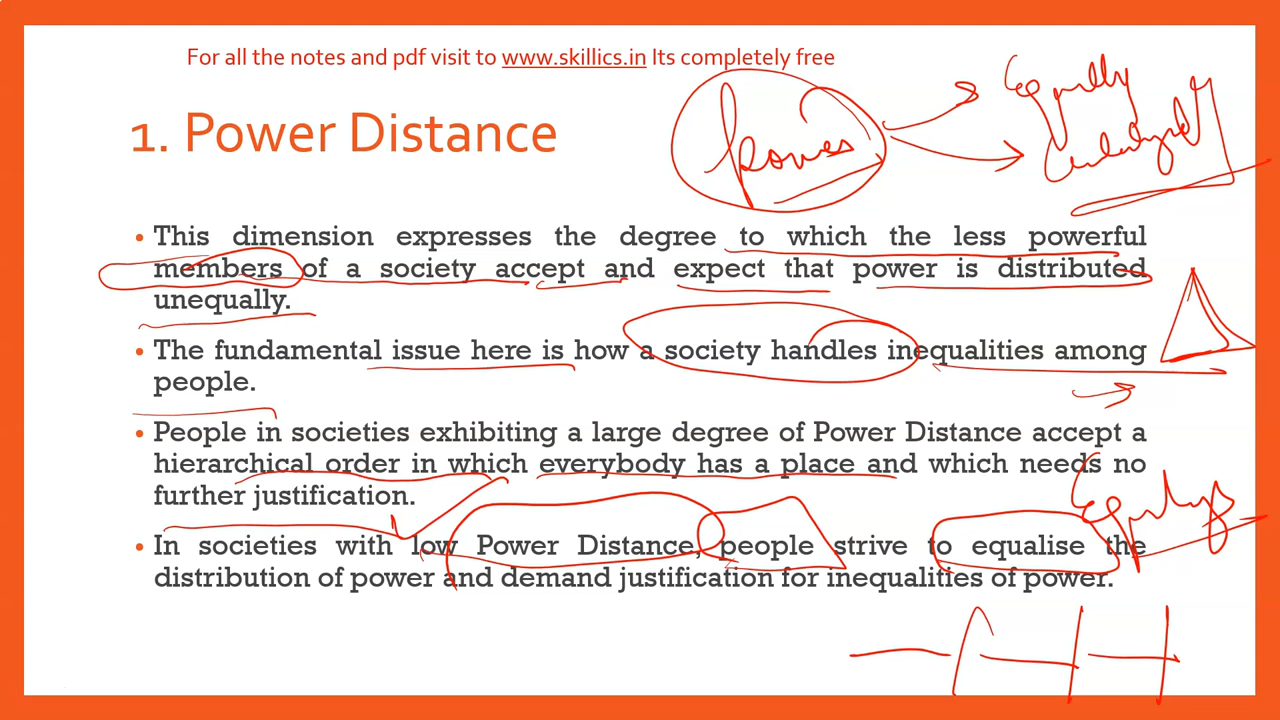 For all the notes and pdf visit to www.skillics.in Its completely free
1. Power Distance
power
Equally
• This dimension expresses the degree to which the less powerful
members of a society accept and expect that power is distributed
unequally.
• The fundamental issue here is how a society handles inequalities among
people.
• People in societies exhibiting a large degree of Power Distance accept a
hierarchical order in which everybody has a place and which needs no
further justification.
• In societies with low Power Distance, people strive to equalise the
distribution of power and demand justification for inequalities of power.